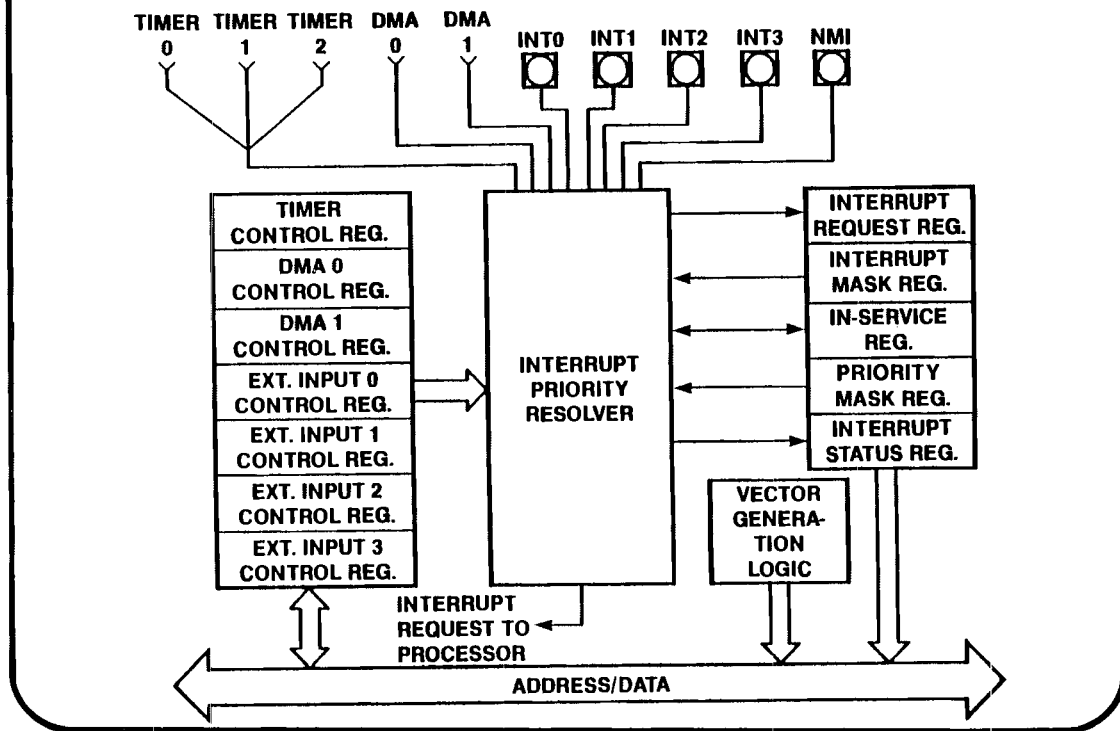 TIMER TIMER TIMER DMA DMA
0 1 2 0 1
INT0 INT1 INT2 INT3 NMI
TIMER
CONTROL REG.
DMA 0
CONTROL REG.
DMA 1
CONTROL REG.
EXT. INPUT 0
CONTROL REG.
EXT. INPUT 1
CONTROL REG.
EXT. INPUT 2
CONTROL REG.
EXT. INPUT 3
CONTROL REG.
INTERRUPT
PRIORITY
RESOLVER
INTERRUPT
REQUEST REG.
INTERRUPT
MASK REG.
IN-SERVICE
REG.
PRIORITY
MASK REG.
INTERRUPT
STATUS REG.
VECTOR
GENERA-
TION
LOGIC
INTERRUPT
REQUEST TO
PROCESSOR
ADDRESS/DATA